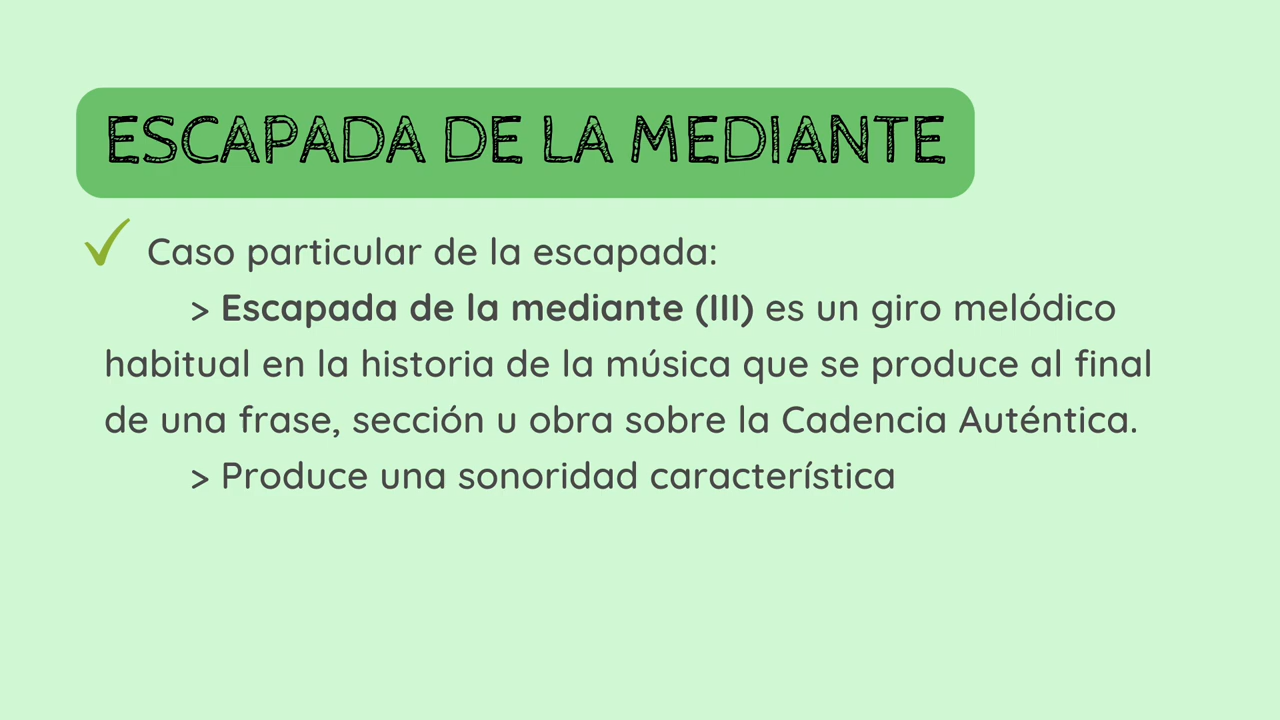 ESCAPADA DE LA MEDIANTE
✓ Caso particular de la escapada:
> Escapada de la mediante (III) es un giro melódico
habitual en la historia de la música que se produce al final
de una frase, sección u obra sobre la Cadencia Auténtica.
> Produce una sonoridad característica